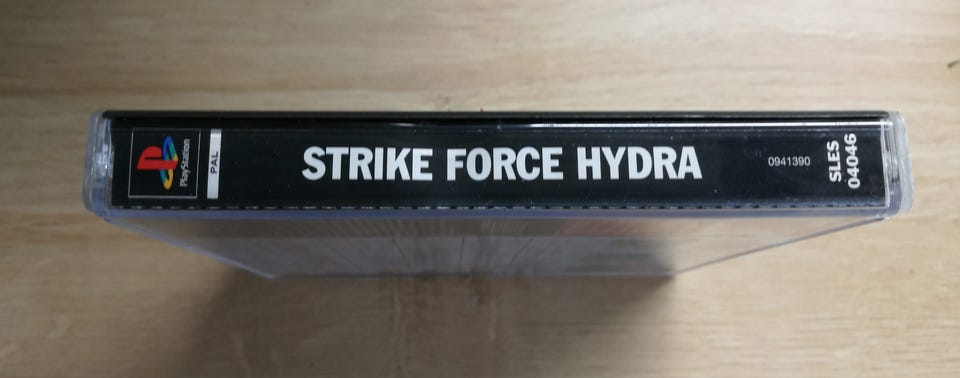 PlayStation
PAL
STRIKE FORCE HYDRA
0941390
SLES
04046